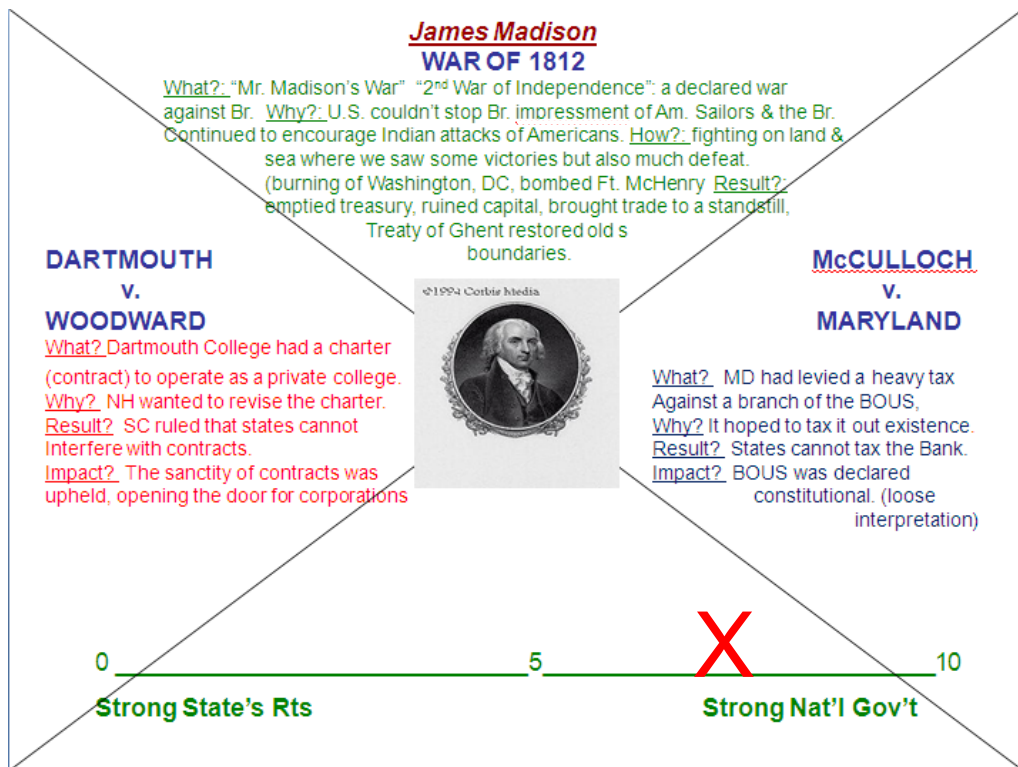 James Madison
WAR OF 1812
What?: “Mr. Madison’s War” “2nd War of Independence”: a declared war
against Br. Why?: U.S. couldn’t stop Br. impressment of Am. Sailors & the Br.
Continued to encourage Indian attacks of Americans. How?: fighting on land &
sea where we saw some victories but also much defeat.
(burning of Washington, DC, bombed Ft. McHenry Result?:
emptied treasury, ruined capital, brought trade to a standstill,
Treaty of Ghent restored old s
boundaries.
DARTMOUTH
v.
WOODWARD
What? Dartmouth College had a charter
(contract) to operate as a private college.
Why? NH wanted to revise the charter.
Result? SC ruled that states cannot
Interfere with contracts.
Impact? The sanctity of contracts was
upheld, opening the door for corporations
©1994 Corbis Media
McCULLOCH
v.
MARYLAND
What? MD had levied a heavy tax
Against a branch of the BOUS,
Why? It hoped to tax it out existence.
Result? States cannot tax the Bank.
Impact? BOUS was declared
constitutional. (loose
interpretation)
X
0 5 10
Strong State’s Rts Strong Nat’l Gov’t